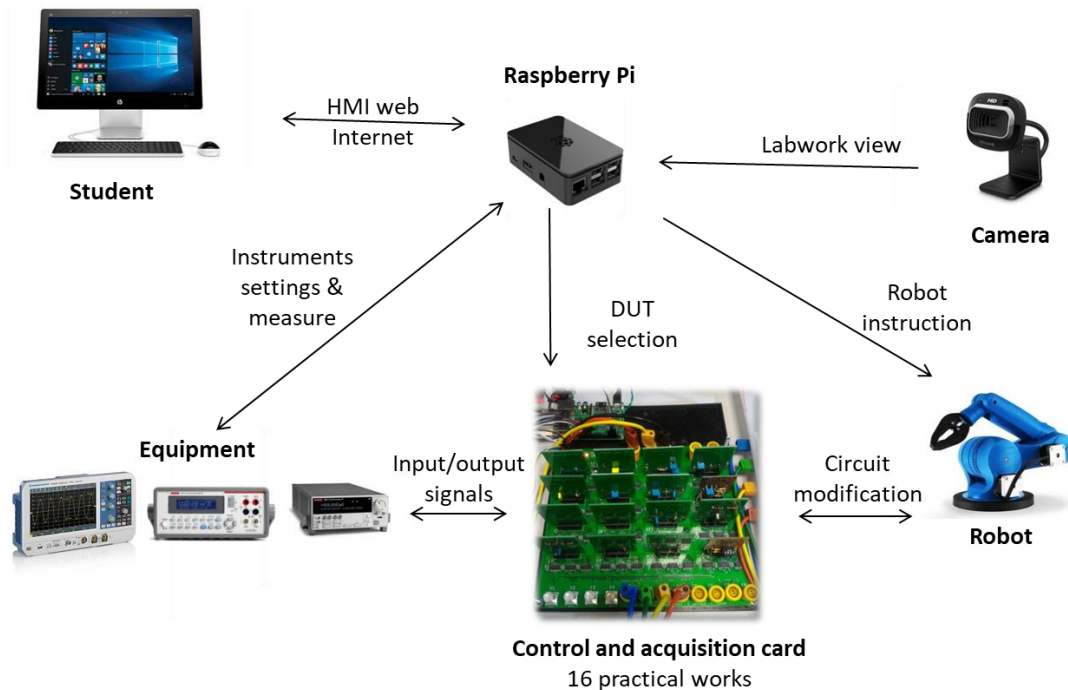 Raspberry Pi
HMI web
Internet
Student
HD
Labwork view
Camera
Instruments
settings &
measure
DUT
selection
Robot
instruction
Equipment
Input/output
signals
Circuit
modification
Robot
Control and acquisition card
16 practical works